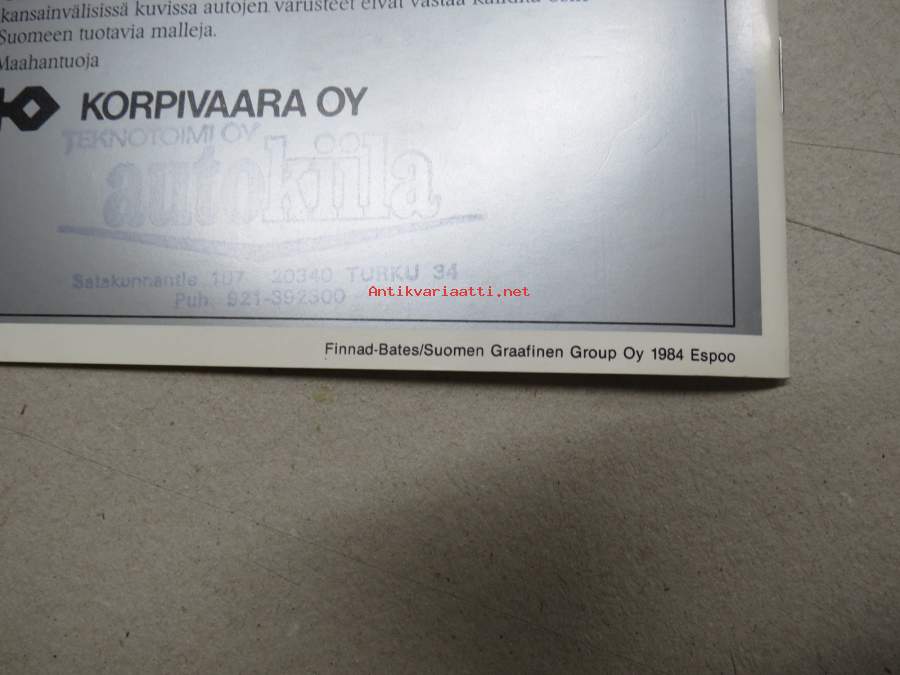 kansainvälisissä kuvissa autojen varusteet eivät vastaa
Suomeen tuotavia malleja.
Maahantuoja
KORPIVAARA OY
TEKNOTOIMI OY
autokiila
Satakunnantie 107 20340 TURKU 34
Puh. 921-392300
Antikvariaatti.net
Finnad-Bates/Suomen Graafinen Group Oy 1984 Espoo